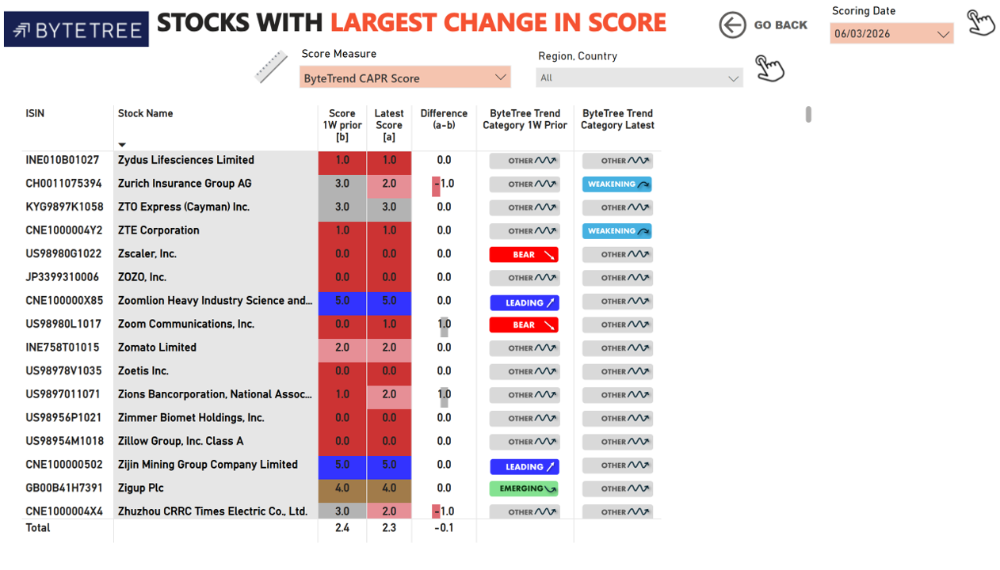 BYTETREE
STOCKS WITH LARGEST CHANGE IN SCORE
GO BACK
Scoring Date
06/03/2026
Score Measure
ByteTrend CAPR Score
Region, Country
All
ISIN Stock Name Score 1W prior [b] Latest Score [a] Difference (a-b) ByteTree Trend Category 1W Prior ByteTree Trend Category Latest
INE010B01027 Zydus Lifesciences Limited 1.0 1.0 0.0 OTHER OTHER
CH0011075394 Zurich Insurance Group AG 3.0 2.0 -1.0 OTHER WEAKENING
KYG9897K1058 ZTO Express (Cayman) Inc. 3.0 3.0 0.0 OTHER OTHER
CNE1000004Y2 ZTE Corporation 1.0 1.0 0.0 OTHER WEAKENING
US98980G1022 Zscaler, Inc. 0.0 0.0 0.0 BEAR OTHER
JP3399310006 ZOZO, Inc. 0.0 0.0 0.0 OTHER OTHER
CNE100000X85 Zoomlion Heavy Industry Science and... 5.0 5.0 0.0 LEADING OTHER
US98980L1017 Zoom Communications, Inc. 0.0 1.0 1.0 BEAR OTHER
INE758T01015 Zomato Limited 2.0 2.0 0.0 OTHER OTHER
US98978V1035 Zoetis Inc. 0.0 0.0 0.0 OTHER OTHER
US9897011071 Zions Bancorporation, National Assoc... 1.0 2.0 1.0 OTHER OTHER
US98956P1021 Zimmer Biomet Holdings, Inc. 0.0 0.0 0.0 OTHER OTHER
US98954M1018 Zillow Group, Inc. Class A 0.0 0.0 0.0 OTHER OTHER
CNE100000502 Zijin Mining Group Company Limited 5.0 5.0 0.0 LEADING OTHER
GB00B41H7391 Zigup Plc 4.0 4.0 0.0 EMERGING OTHER
CNE1000004X4 Zhuzhou CRRC Times Electric Co., Ltd. 3.0 2.0 -1.0 OTHER OTHER
Total 2.4 2.3 -0.1